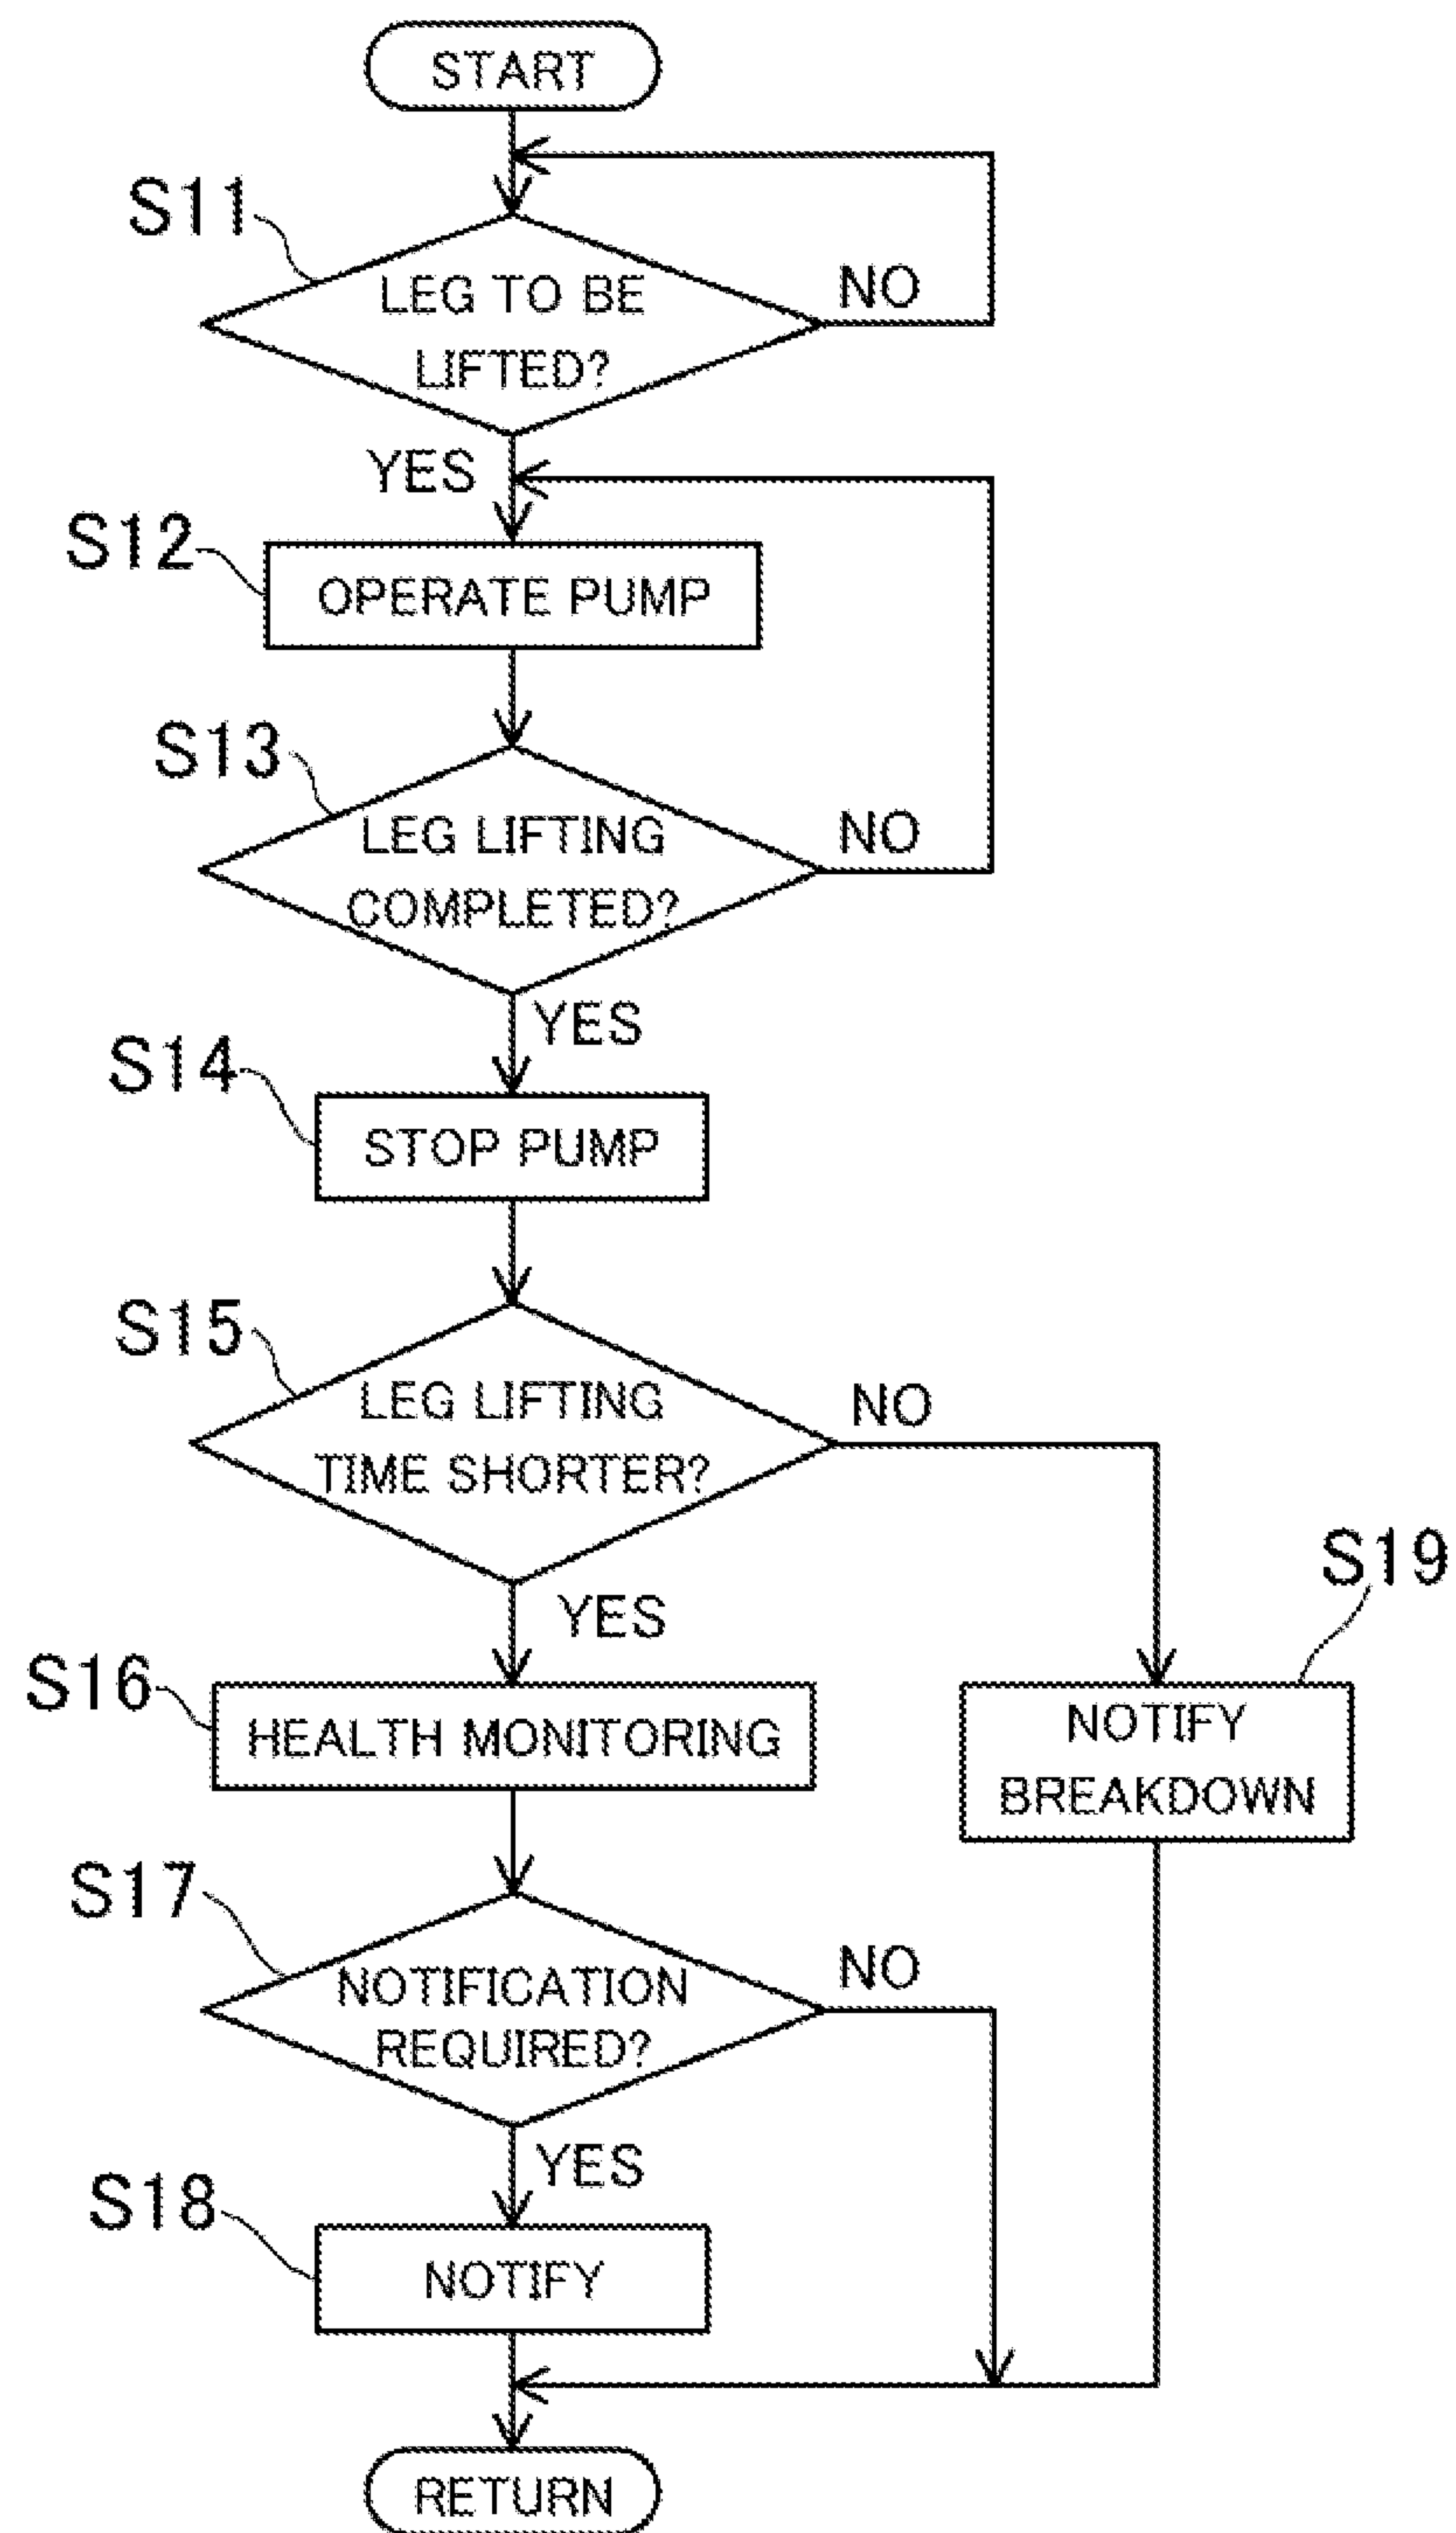 START
S11
LEG TO BE
LIFTED?
NO
YES
S12
OPERATE PUMP
S13
LEG LIFTING
COMPLETED?
NO
YES
S14
STOP PUMP
S15
LEG LIFTING
TIME SHORTER?
NO
YES
S19
S16
HEALTH MONITORING
NOTIFY
BREAKDOWN
S17
NOTIFICATION
REQUIRED?
NO
YES
S18
NOTIFY
RETURN